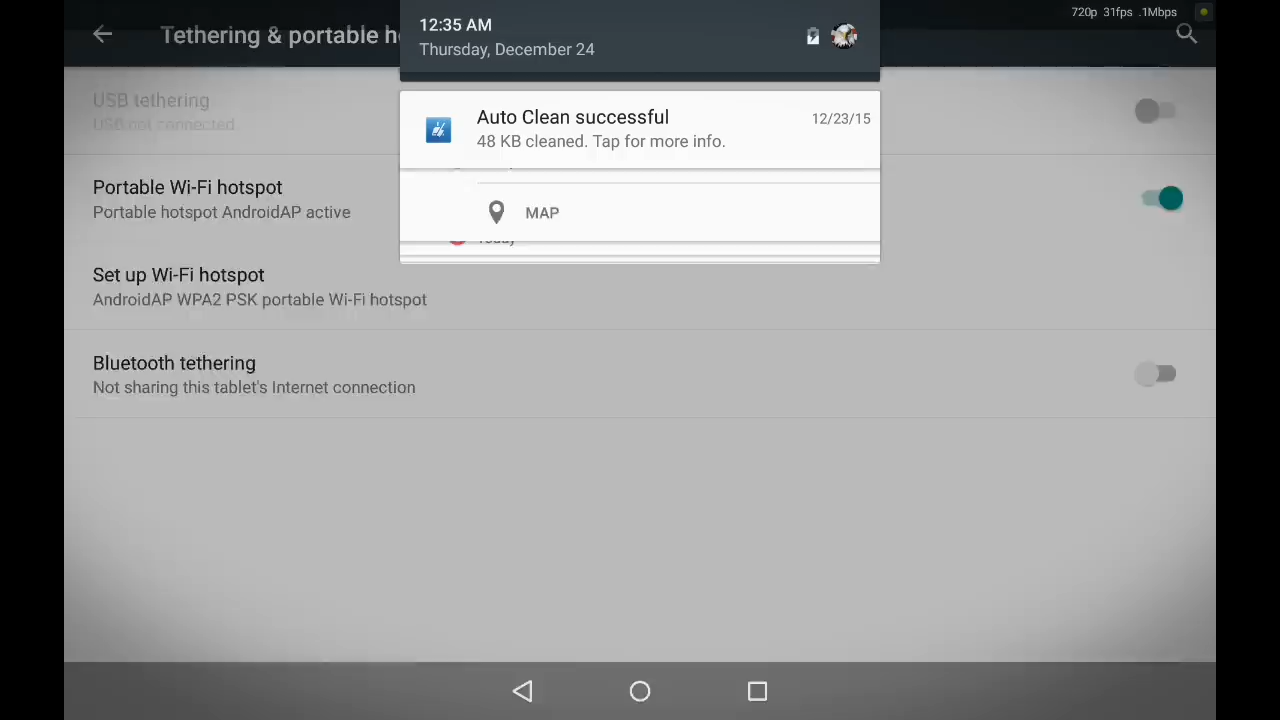 720p 31fps .1Mbps
12:35 AM
Thursday, December 24
Tethering & portable h
Auto Clean successful
12/23/15
48 KB cleaned. Tap for more info.
MAP
Today
USB tethering
USB not connected
Portable Wi-Fi hotspot
Portable hotspot AndroidAP active
Set up Wi-Fi hotspot
AndroidAP WPA2 PSK portable Wi-Fi hotspot
Bluetooth tethering
Not sharing this tablet's Internet connection